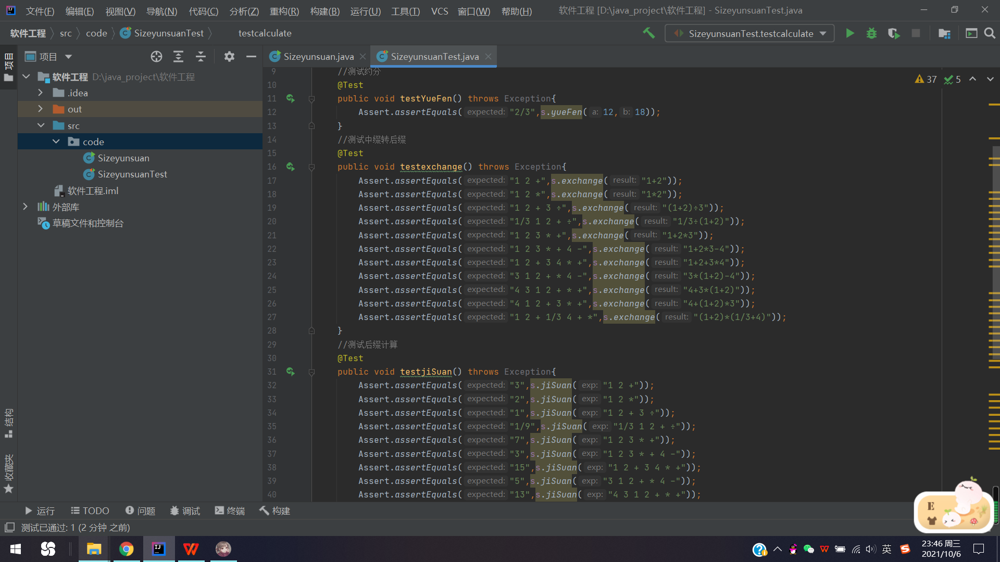 文件(F) 编辑(E) 视图(V) 导航(N) 代码(C) 分析(Z) 重构(R) 构建(B) 运行(U) 工具(T) VCS 窗口(W) 帮助(H) 软件工程 [D:\java_project\软件工程] - SizeyunsuanTest.java
软件工程 src code SizeyunsuanTest testcalculate SizeyunsuanTest.testcalculate
项目
项目
Sizeyunsuan.java SizeyunsuanTest.java
软件工程 D:\java_project\软件工程
.idea
out
src
code
Sizeyunsuan
SizeyunsuanTest
软件工程.iml
外部库
草稿文件和控制台
结构
收藏夹
37 5
9 //测试约分
10 @Test
11 public void testYueFen() throws Exception{
12 Assert.assertEquals( expected: "2/3",s.yueFen( a: 12, b: 18));
13 }
14 //测试中缀转后缀
15 @Test
16 public void testexchange() throws Exception{
17 Assert.assertEquals( expected: "1 2 +",s.exchange( result: "1+2"));
18 Assert.assertEquals( expected: "1 2 *",s.exchange( result: "1*2"));
19 Assert.assertEquals( expected: "1 2 + 3 ÷",s.exchange( result: "(1+2)÷3"));
20 Assert.assertEquals( expected: "1/3 1 2 + ÷",s.exchange( result: "1/3÷(1+2)"));
21 Assert.assertEquals( expected: "1 2 3 * +",s.exchange( result: "1+2*3"));
22 Assert.assertEquals( expected: "1 2 3 * + 4 -",s.exchange( result: "1+2*3-4"));
23 Assert.assertEquals( expected: "1 2 + 3 4 * +",s.exchange( result: "1+2+3*4"));
24 Assert.assertEquals( expected: "3 1 2 + * 4 -",s.exchange( result: "3*(1+2)-4"));
25 Assert.assertEquals( expected: "4 3 1 2 + * +",s.exchange( result: "4+3*(1+2)"));
26 Assert.assertEquals( expected: "4 1 2 + 3 * +",s.exchange( result: "4+(1+2)*3"));
27 Assert.assertEquals( expected: "1 2 + 1/3 4 + *",s.exchange( result: "(1+2)*(1/3+4)"));
28 }
29 //测试后缀计算
30 @Test
31 public void testjiSuan() throws Exception{
32 Assert.assertEquals( expected: "3",s.jiSuan( exp: "1 2 +"));
33 Assert.assertEquals( expected: "2",s.jiSuan( exp: "1 2 *"));
34 Assert.assertEquals( expected: "1",s.jiSuan( exp: "1 2 + 3 ÷"));
35 Assert.assertEquals( expected: "1/9",s.jiSuan( exp: "1/3 1 2 + ÷"));
36 Assert.assertEquals( expected: "7",s.jiSuan( exp: "1 2 3 * +"));
37 Assert.assertEquals( expected: "3",s.jiSuan( exp: "1 2 3 * + 4 -"));
38 Assert.assertEquals( expected: "15",s.jiSuan( exp: "1 2 + 3 4 * +"));
39 Assert.assertEquals( expected: "5",s.jiSuan( exp: "3 1 2 + * 4 -"));
40 Assert.assertEquals( expected: "13",s.jiSuan( exp: "4 3 1 2 + * +"));
E
运行 TODO 问题 调试 终端 构建
测试已通过: 1 (2 分钟 之前)
英 23:46 周三
2021/10/6